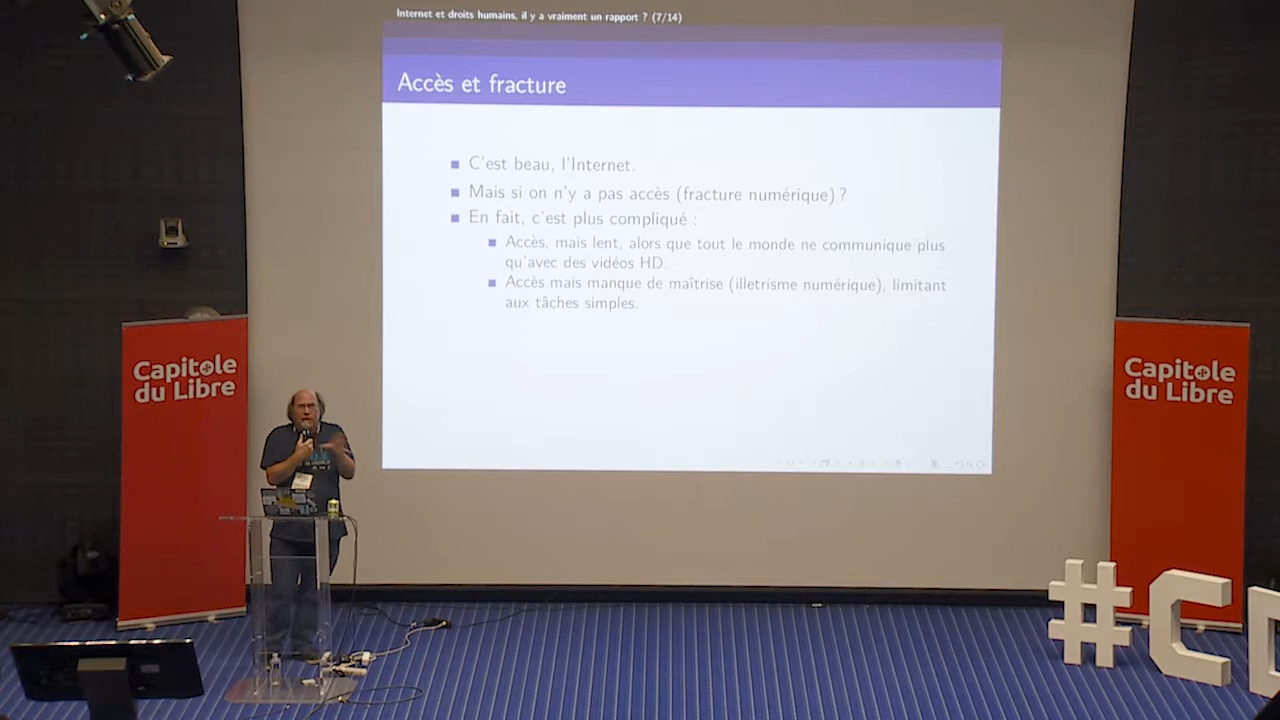 Internet et droits humains, il y a vraiment un rapport ? (7/14)
Accès et fracture
C'est beau, l'Internet.
Mais si on n'y a pas accès (fracture numérique) ?
En fait, c'est plus compliqué :
Accès, mais lent, alors que tout le monde ne communique plus
qu'avec des vidéos HD.
Accès mais manque de maîtrise (illetrisme numérique), limitant
aux tâches simples.
Capitole
du Libre
Capitole
du Libre
#C